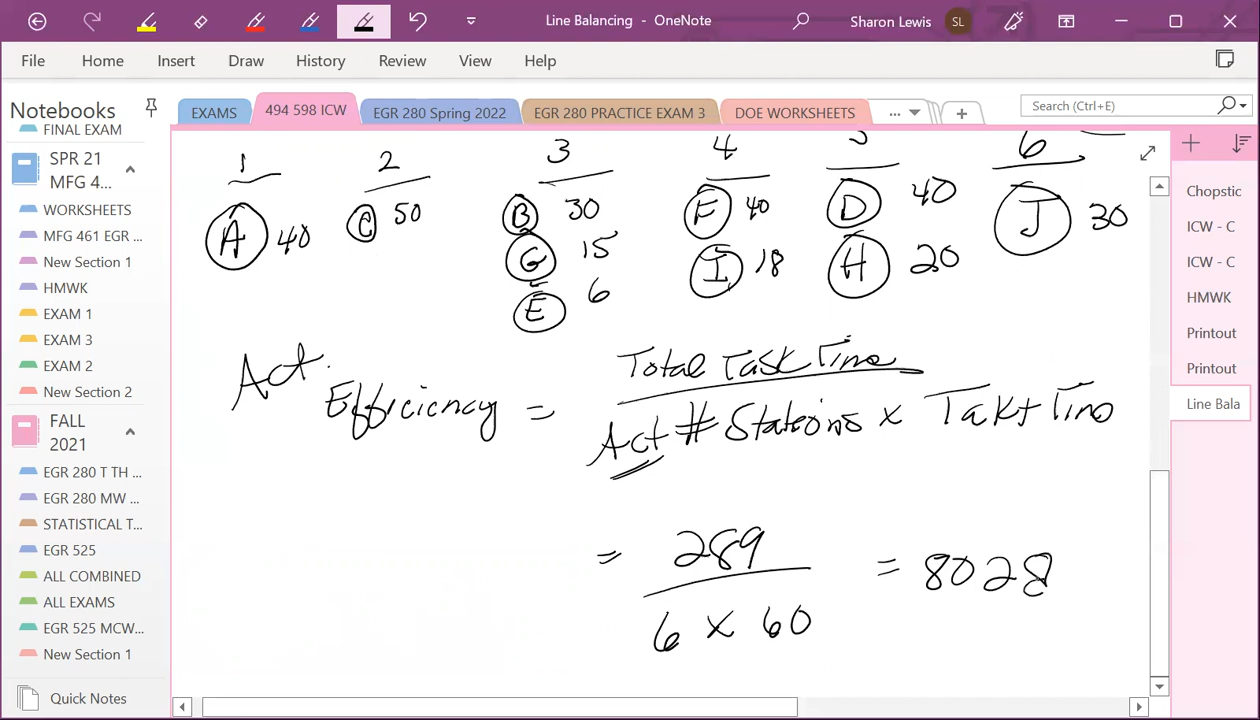 Line Balancing - OneNote
Sharon Lewis SL
File Home Insert Draw History Review View Help
Notebooks
EXAMS 494 598 ICW EGR 280 Spring 2022 EGR 280 PRACTICE EXAM 3 DOE WORKSHEETS ... +
Search (Ctrl+E)
FINAL EXAM
SPR 21
MFG 4...
WORKSHEETS
MFG 461 EGR ...
New Section 1
HMWK
EXAM 1
EXAM 3
EXAM 2
New Section 2
FALL
2021
EGR 280 T TH ...
EGR 280 MW ...
STATISTICAL T...
EGR 525
ALL COMBINED
ALL EXAMS
EGR 525 MCW...
New Section 1
Quick Notes
1 2 3 4 5 6
A 40 C 50 B 30 F 40 D 40 J 30
G 15 I 18 H 20
E 6
Act. Efficiency = Total Task Time
Act # Stations x Takt Time
= 289 = 8028
6 x 60
Chopstic
ICW - C
ICW - C
HMWK
Printout
Printout
Line Bala